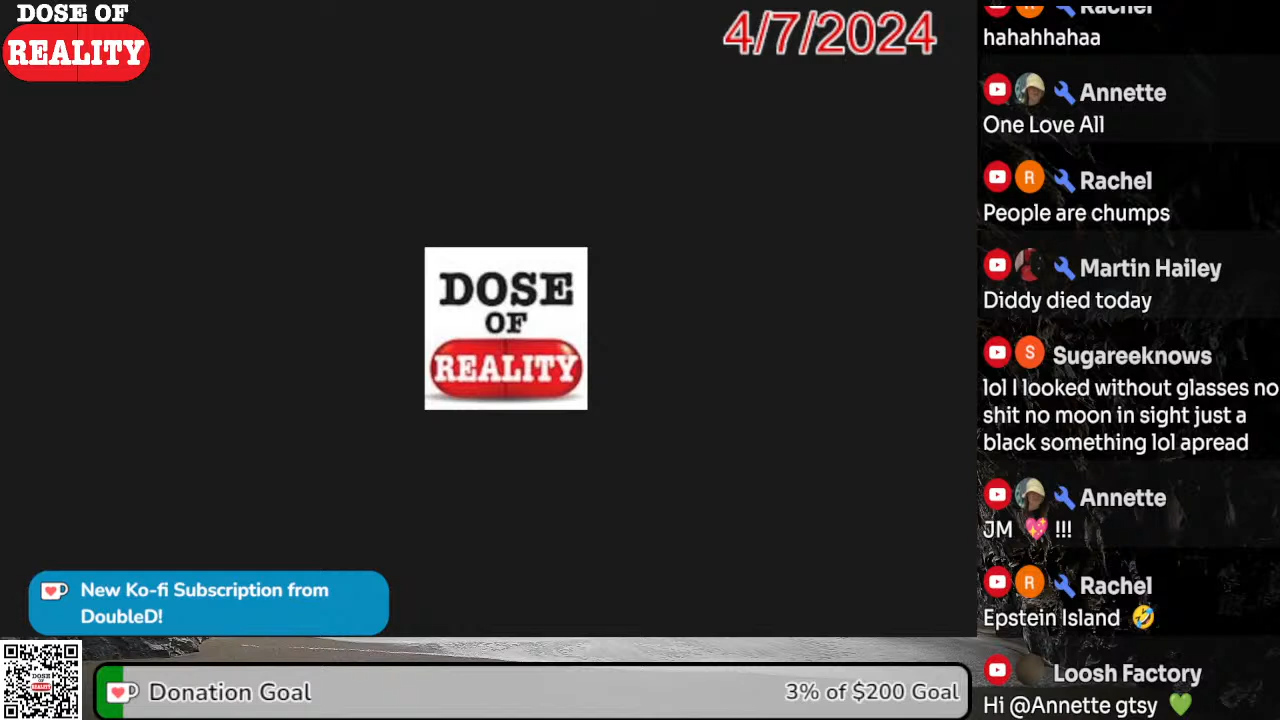 DOSE OF
REALITY
4/7/2024
DOSE
OF
REALITY
New Ko-fi Subscription from
DoubleD!
Donation Goal
3% of $200 Goal
Rachel
hahahhahaa
Annette
One Love All
R
Rachel
People are chumps
Martin Hailey
Diddy died today
S
Sugareeknows
lol I looked without glasses no
shit no moon in sight just a
black something lol apread
Annette
JM 💖 !!!
R
Rachel
Epstein Island 🤣
Loosh Factory
Hi @Annette gtsy 💚